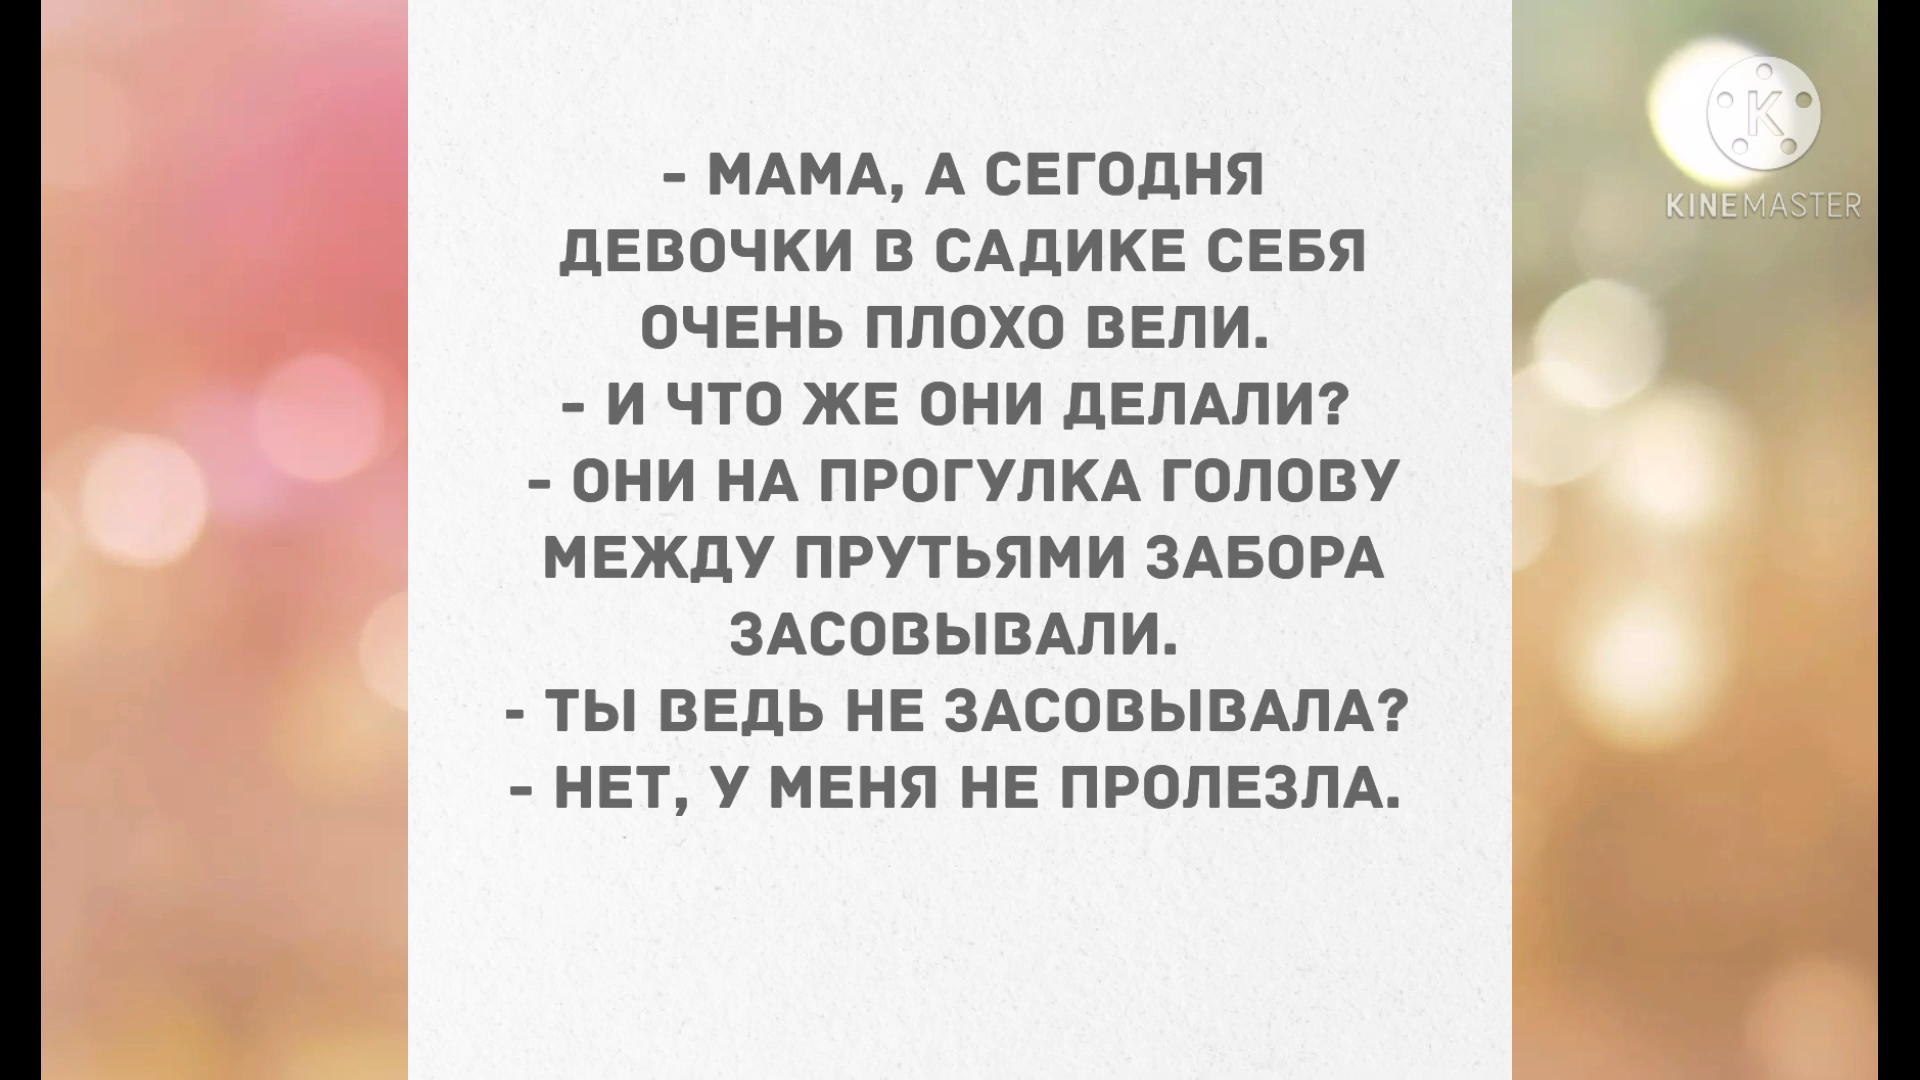 - МАМА, А СЕГОДНЯ
ДЕВОЧКИ В САДИКЕ СЕБЯ
ОЧЕНЬ ПЛОХО ВЕЛИ.
- И ЧТО ЖЕ ОНИ ДЕЛАЛИ?
- ОНИ НА ПРОГУЛКА ГОЛОВУ
МЕЖДУ ПРУТЬЯМИ ЗАБОРА
ЗАСОВЫВАЛИ.
- ТЫ ВЕДЬ НЕ ЗАСОВЫВАЛА?
- НЕТ, У МЕНЯ НЕ ПРОЛЕЗЛА.
K
KINEMASTER